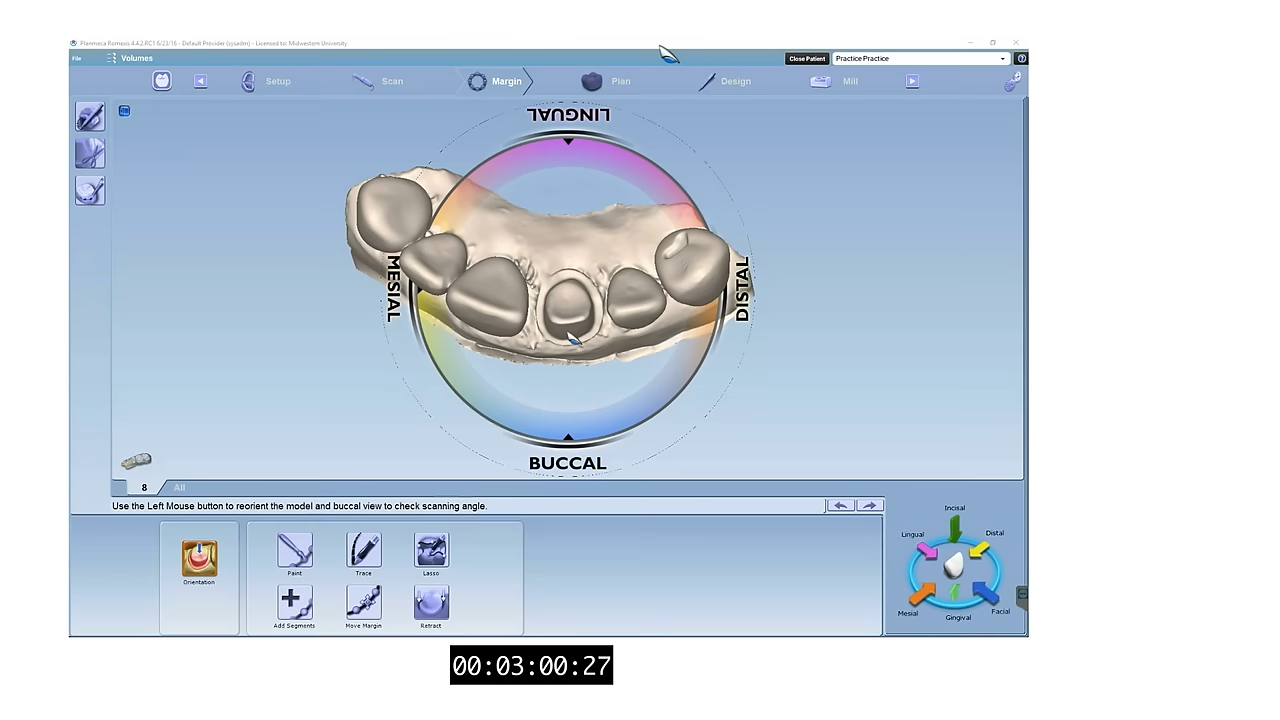 Planmeca Romexis 4.4.2.RC1 6/23/16 - Default Provider (sysadm) - Licensed to: Midwestern University
File
Volumes
Close Patient
Practice Practice
Setup
Scan
Margin
Plan
Design
Mill
LINGUAL
MESIAL
DISTAL
BUCCAL
8
All
Use the Left Mouse button to reorient the model and buccal view to check scanning angle.
Orientation
Paint
Trace
Lasso
Add Segments
Move Margin
Retract
Incisal
Lingual
Distal
Mesial
Facial
Gingival
00:03:00:27